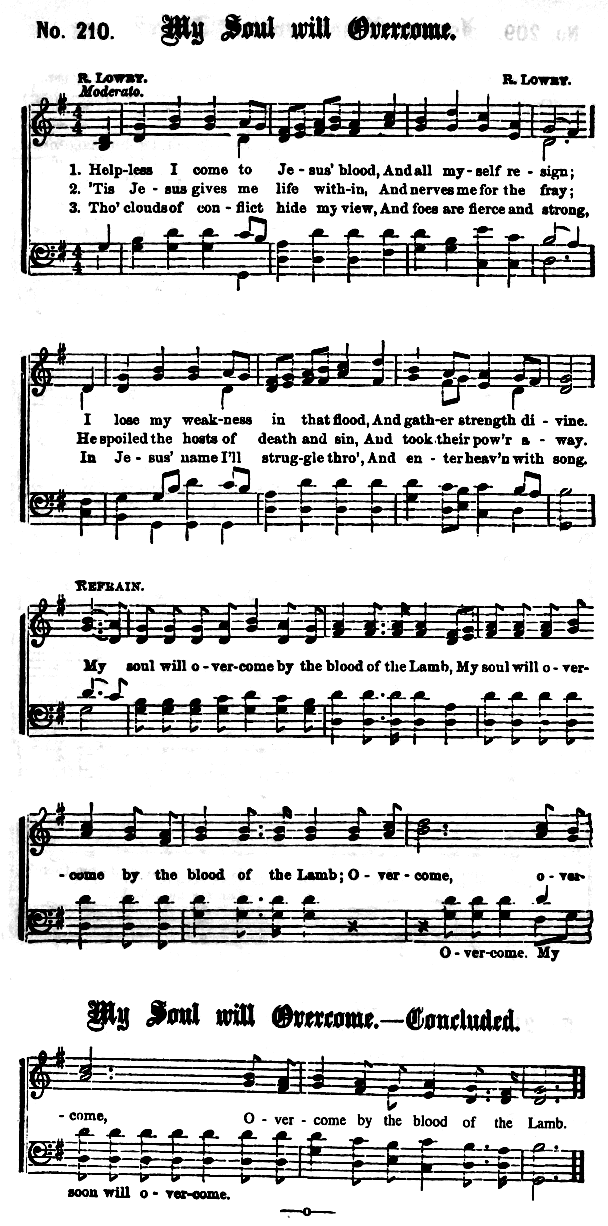 No. 210. My Soul will Overcome.
R. LOWRY. R. LOWRY.
Moderato.
1. Help-less I come to Je-sus' blood, And all my-self re-sign;
2. 'Tis Je-sus gives me life with-in, And nerves me for the fray;
3. Tho' clouds of con-flict hide my view, And foes are fierce and strong,
I lose my weak-ness in that flood, And gath-er strength di-vine.
He spoiled the hosts of death and sin, And took their pow'r a-way.
In Je-sus' name I'll strug-gle thro', And en-ter heav'n with song.
REFRAIN.
My soul will o-ver-come by the blood of the Lamb, My soul will o-ver-
-come by the blood of the Lamb; O-ver-come, o-ver-
O-ver-come. My
My Soul will Overcome.—Concluded.
-come, O-ver-come by the blood of the Lamb.
soon will o-ver-come.